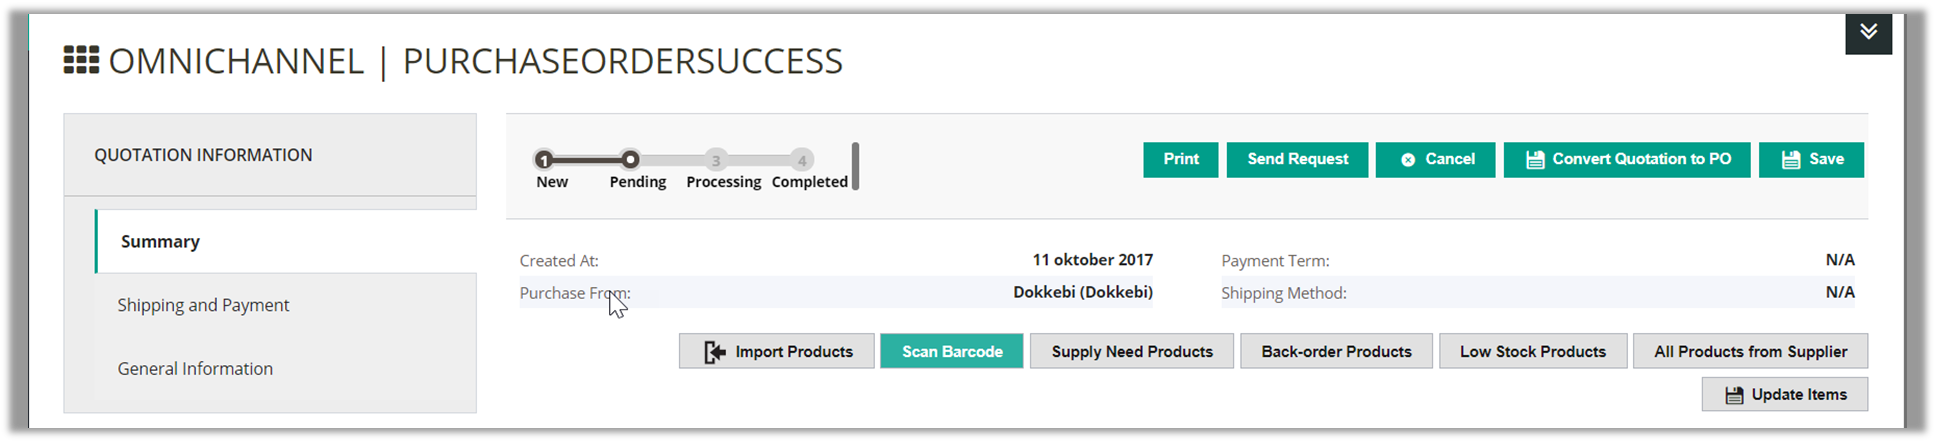 OMNICHANNEL | PURCHASEORDERSUCCESS
QUOTATION INFORMATION
Summary
Shipping and Payment
General Information
1 3 4
New Pending Processing Completed
Print Send Request Cancel Convert Quotation to PO Save
Created At: 11 oktober 2017 Payment Term: N/A
Purchase From: Dokkebi (Dokkebi) Shipping Method: N/A
Import Products Scan Barcode Supply Need Products Back-order Products Low Stock Products All Products from Supplier
Update Items